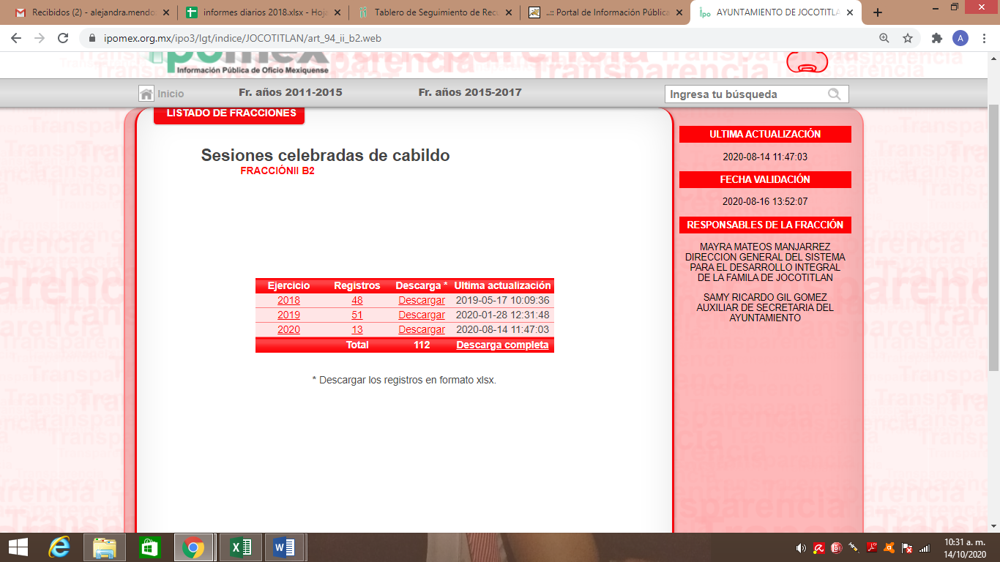 Recibidos (2) - alejandra.mendo
informes diarios 2018.xlsx - Hoja
Tablero de Seguimiento de Recu
..:: Portal de Información Pública
AYUNTAMIENTO DE JOCOTITLA
ipomex.org.mx/ipo3/lgt/indice/JOCOTITLAN/art_94_ii_b2.web
A
ipomex
Información Pública de Oficio Mexiquense
Transparencia
Inicio
Fr. años 2011-2015
Fr. años 2015-2017
Ingresa tu búsqueda
LISTADO DE FRACCIONES
Sesiones celebradas de cabildo
FRACCIÓNII B2
Ejercicio Registros Descarga * Ultima actualización
2018 48 Descargar 2019-05-17 10:09:36
2019 51 Descargar 2020-01-28 12:31:48
2020 13 Descargar 2020-08-14 11:47:03
Total 112 Descarga completa
* Descargar los registros en formato xlsx.
ULTIMA ACTUALIZACIÓN
2020-08-14 11:47:03
FECHA VALIDACIÓN
2020-08-16 13:52:07
RESPONSABLES DE LA FRACCIÓN
MAYRA MATEOS MANJARREZ
DIRECCION GENERAL DEL SISTEMA
PARA EL DESARROLLO INTEGRAL
DE LA FAMILA DE JOCOTITLAN
SAMY RICARDO GIL GOMEZ
AUXILIAR DE SECRETARIA DEL
AYUNTAMIENTO
10:31 a. m.
14/10/2020